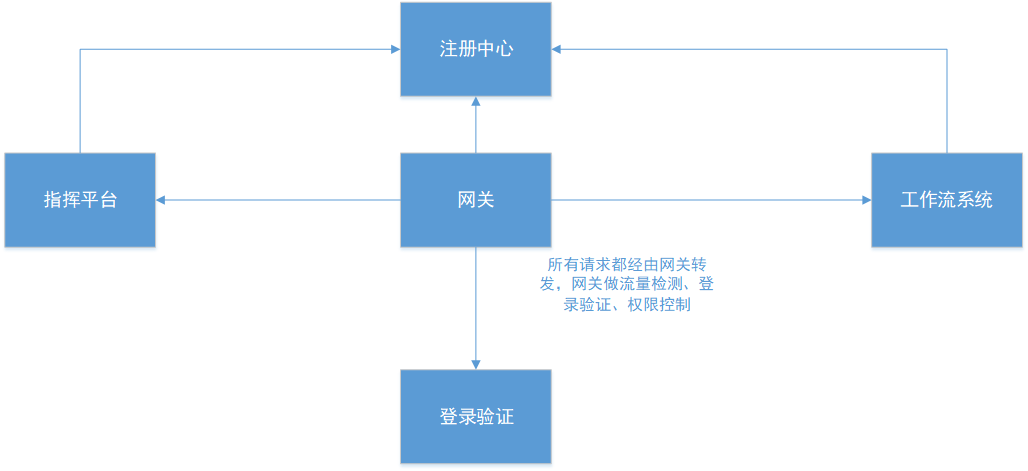 注册中心
指挥平台
网关
工作流系统
所有请求都经由网关转
发，网关做流量检测、登
录验证、权限控制
登录验证